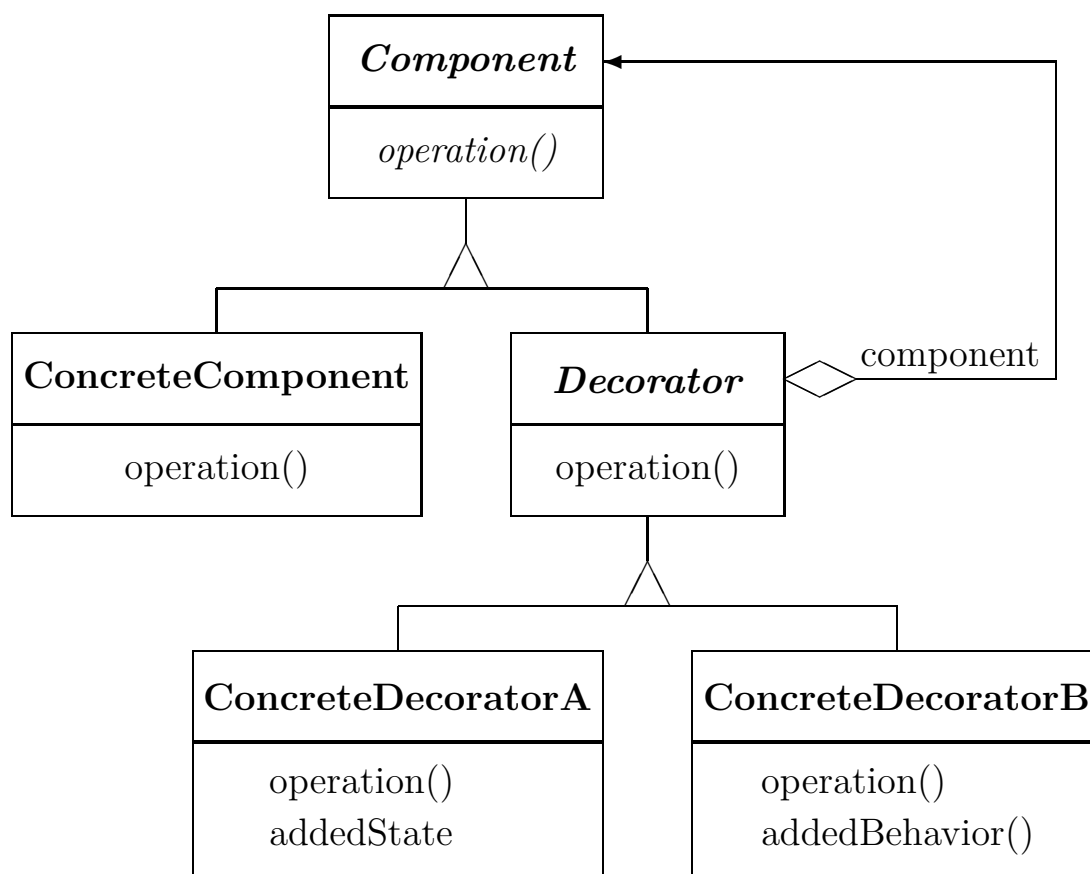 Component
operation()
component
ConcreteComponent
Decorator
operation()
operation()
ConcreteDecoratorA
ConcreteDecoratorB
operation()
addedState
operation()
addedBehavior()